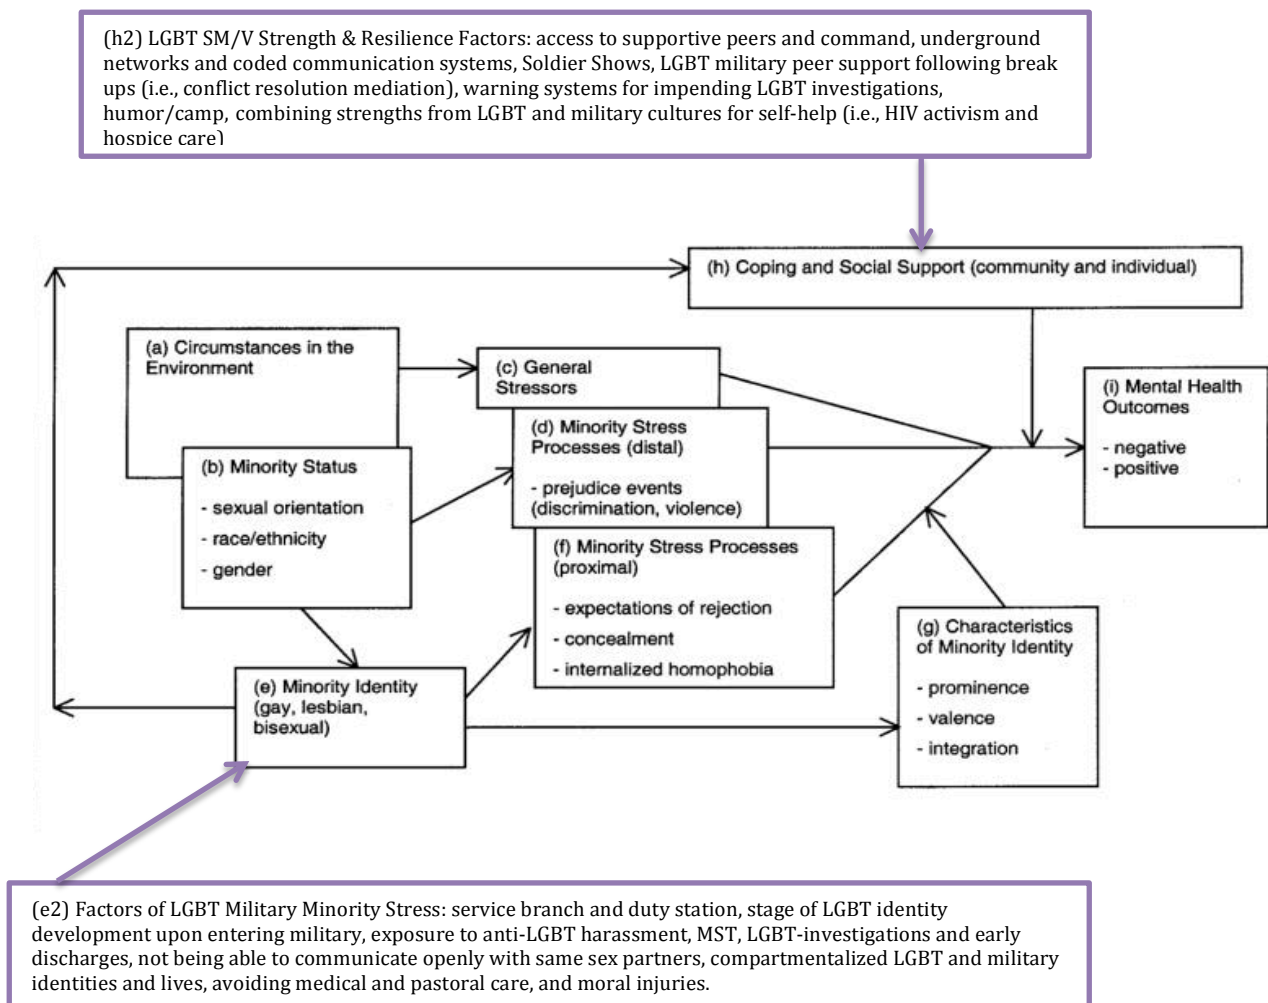 (h2) LGBT SM/V Strength & Resilience Factors: access to supportive peers and command, underground
networks and coded communication systems, Soldier Shows, LGBT military peer support following break
ups (i.e., conflict resolution mediation), warning systems for impending LGBT investigations,
humor/camp, combining strengths from LGBT and military cultures for self-help (i.e., HIV activism and
hospice care)
(h) Coping and Social Support (community and individual)
(a) Circumstances in the
Environment
(b) Minority Status
- sexual orientation
- race/ethnicity
- gender
(c) General
Stressors
(d) Minority Stress
Processes (distal)
- prejudice events
(discrimination, violence)
(f) Minority Stress Processes
(proximal)
- expectations of rejection
- concealment
- internalized homophobia
(e) Minority Identity
(gay, lesbian,
bisexual)
(g) Characteristics
of Minority Identity
- prominence
- valence
- integration
(i) Mental Health
Outcomes
- negative
- positive
(e2) Factors of LGBT Military Minority Stress: service branch and duty station, stage of LGBT identity
development upon entering military, exposure to anti-LGBT harassment, MST, LGBT-investigations and early
discharges, not being able to communicate openly with same sex partners, compartmentalized LGBT and military
identities and lives, avoiding medical and pastoral care, and moral injuries.